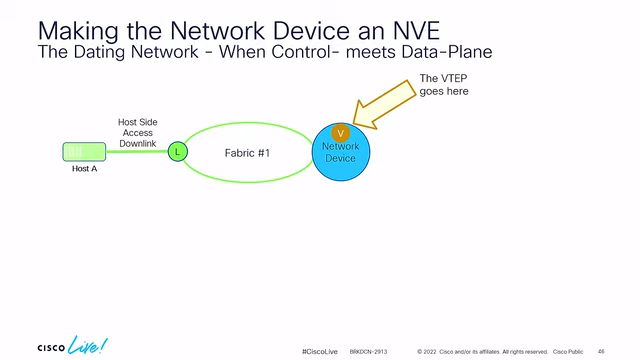 Making the Network Device an NVE
The Dating Network - When Control- meets Data-Plane
The VTEP
goes here
Host Side
Access
Downlink
V
Network
Device
L
Fabric #1
Host A
CISCO Live!
#CiscoLive
BRKDCN-2913
© 2022 Cisco and/or its affiliates. All rights reserved. Cisco Public
46